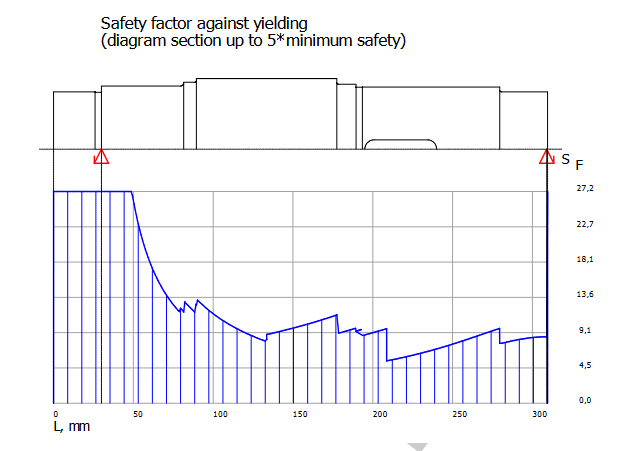 Safety factor against yielding
(diagram section up to 5*minimum safety)
S F
27,2
22,7
18,1
13,6
9,1
4,5
0,0
0 50 100 150 200 250 300
L, mm